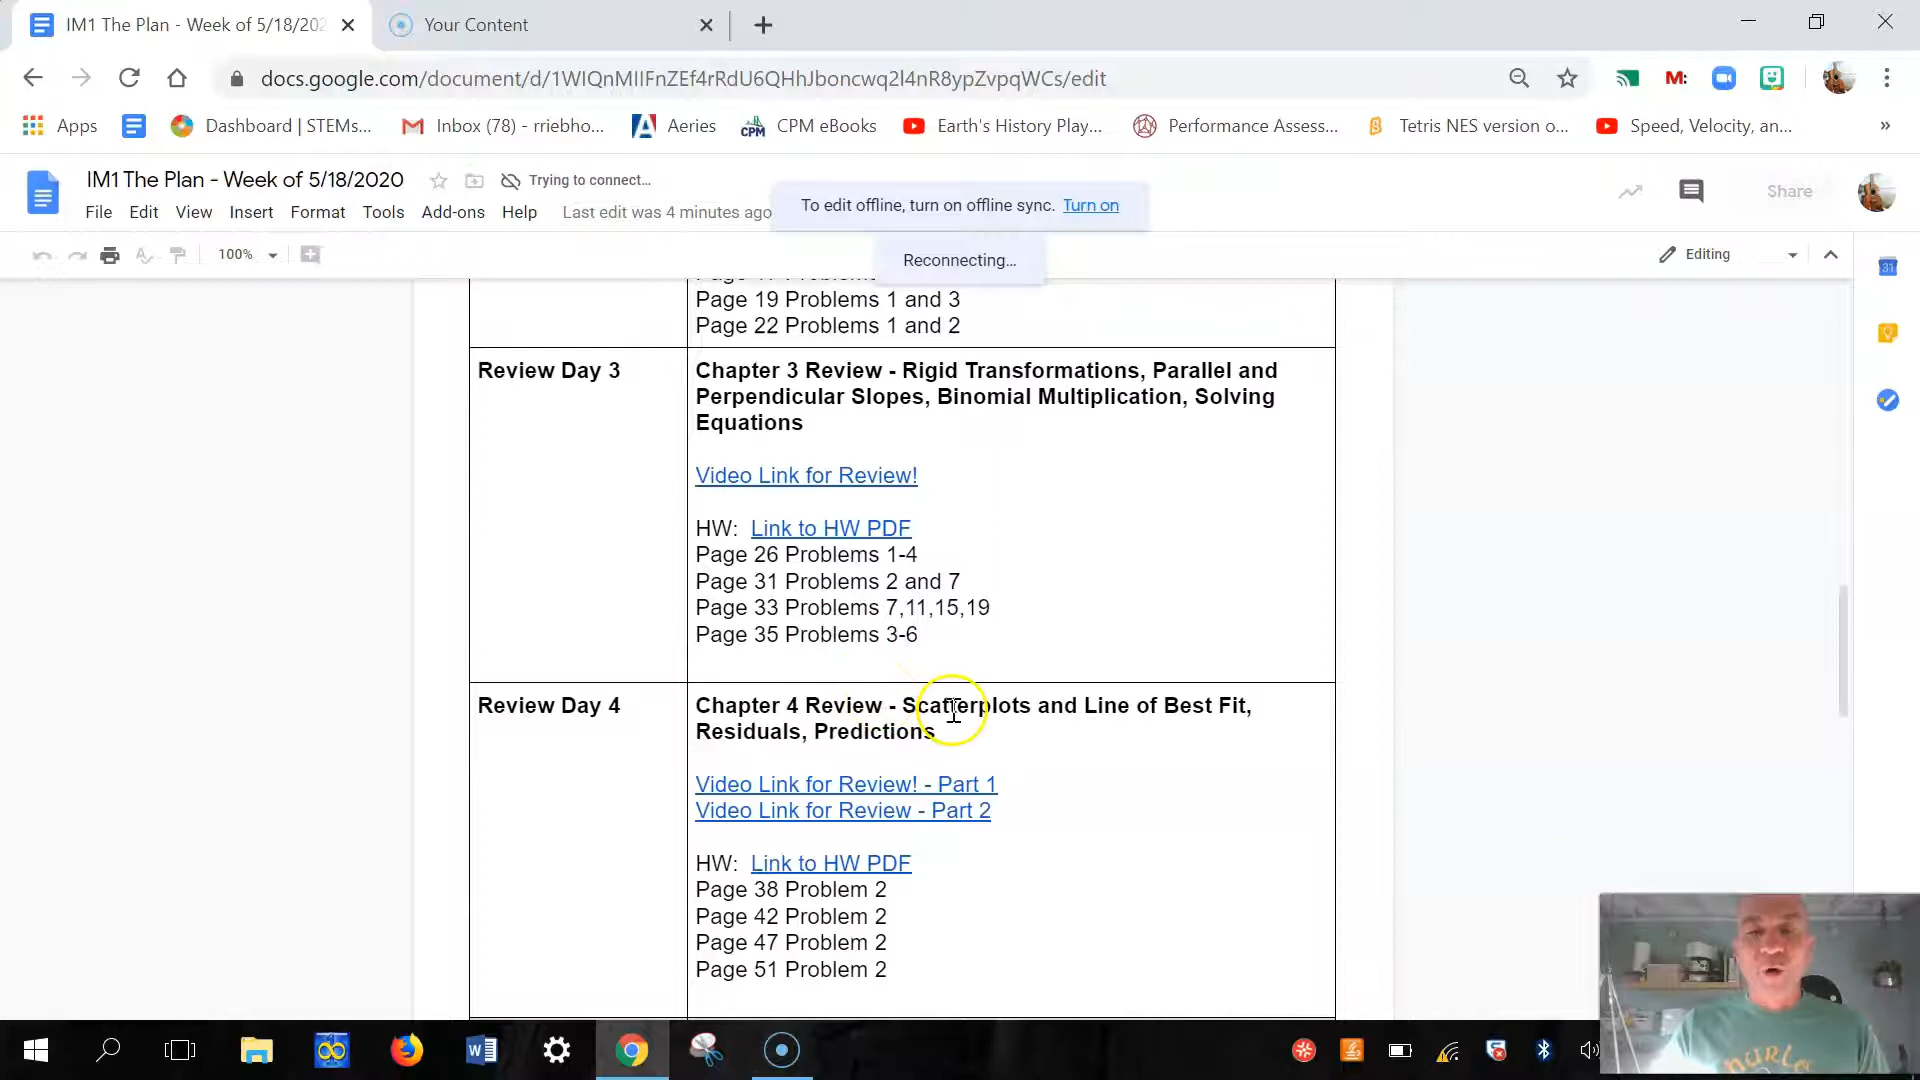 IM1 The Plan - Week of 5/18/202
Your Content
docs.google.com/document/d/1WIQnMIIFnZEf4rRdU6QHhJboncwq2l4nR8ypZvpqWCs/edit
M:
Apps
Dashboard | STEMs...
Inbox (78) - rriebho...
Aeries
CPM
CPM eBooks
Earth's History Play...
Performance Assess...
Tetris NES version o...
Speed, Velocity, an...
»
IM1 The Plan - Week of 5/18/2020
Trying to connect...
To edit offline, turn on offline sync. Turn on
Share
File Edit View Insert Format Tools Add-ons Help Last edit was 4 minutes ago
Reconnecting...
100%
Editing
31
Page 19 Problems 1 and 3
Page 22 Problems 1 and 2
Review Day 3
Chapter 3 Review - Rigid Transformations, Parallel and
Perpendicular Slopes, Binomial Multiplication, Solving
Equations
Video Link for Review!
HW: Link to HW PDF
Page 26 Problems 1-4
Page 31 Problems 2 and 7
Page 33 Problems 7,11,15,19
Page 35 Problems 3-6
Review Day 4
Chapter 4 Review - Scatterplots and Line of Best Fit,
Residuals, Predictions
Video Link for Review! - Part 1
Video Link for Review - Part 2
HW: Link to HW PDF
Page 38 Problem 2
Page 42 Problem 2
Page 47 Problem 2
Page 51 Problem 2